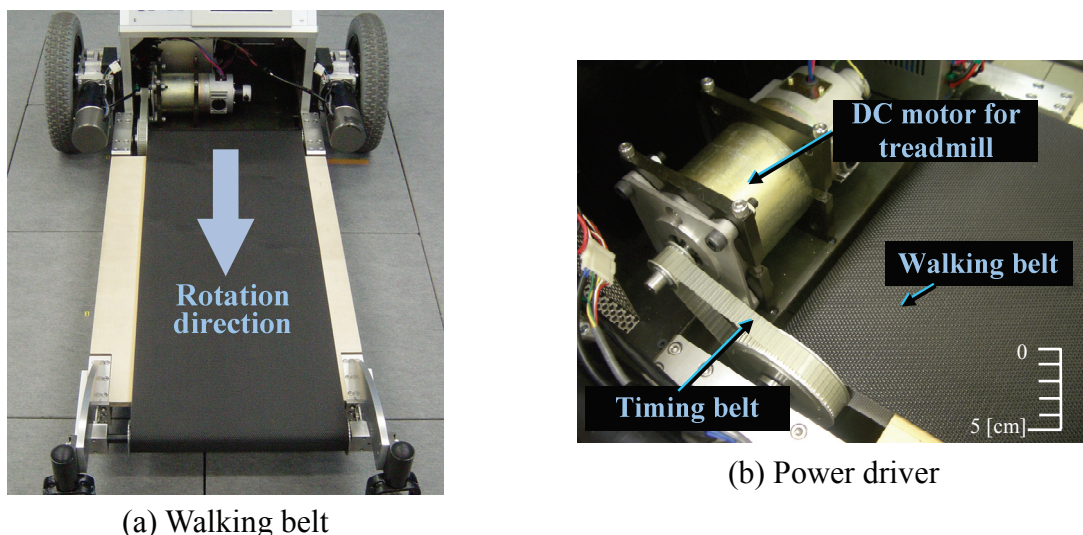 Rotation
direction
(a) Walking belt
DC motor for
treadmill
Walking belt
Timing belt
0
5 [cm]
(b) Power driver